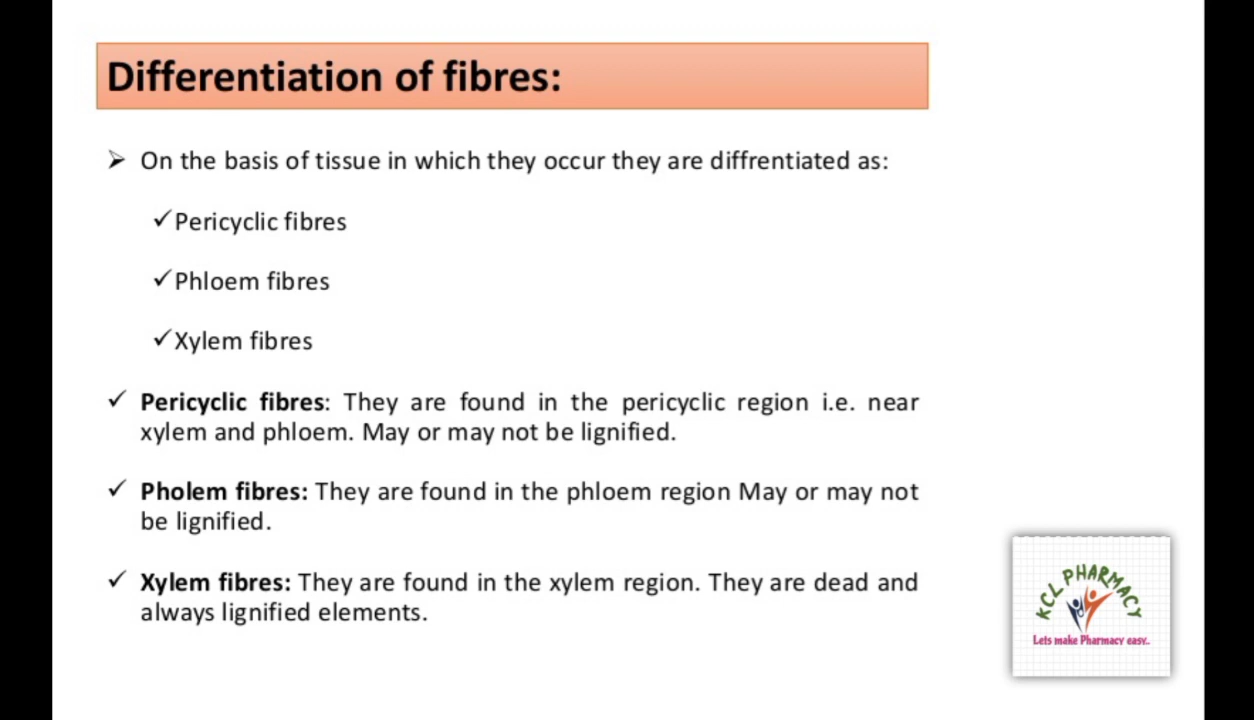 Differentiation of fibres:
➢ On the basis of tissue in which they occur they are diffrentiated as:
✓Pericyclic fibres
✓Phloem fibres
✓Xylem fibres
✓ Pericyclic fibres: They are found in the pericyclic region i.e. near
xylem and phloem. May or may not be lignified.
✓ Pholem fibres: They are found in the phloem region May or may not
be lignified.
✓ Xylem fibres: They are found in the xylem region. They are dead and
always lignified elements.
KCL PHARMACY
Lets make Pharmacy easy..